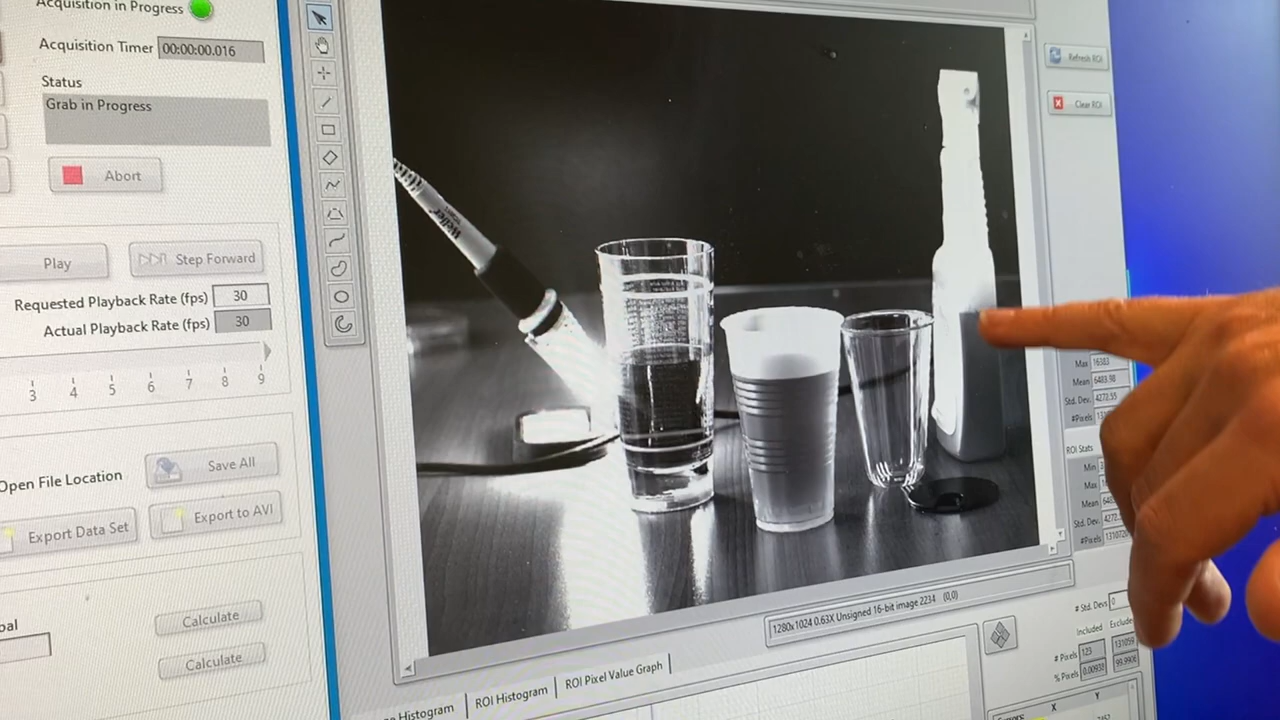 Acquisition in Progress
Acquisition Timer 00:00:00.016
Status
Grab in Progress
Abort
Play
Step Forward
Requested Playback Rate (fps) 30
Actual Playback Rate (fps) 30
3 4 5 6 7 8 9
Open File Location
Save All
Export Data Set
Export to AVI
Calculate
Calculate
Weller
Refresh ROI
Clear ROI
Max 16383
Mean 6483.98
Std. Dev. 4272.55
#Pixels
ROI Stats
Min
Max
Mean
Std. Dev.
#Pixels
1280x1024 0.63X Unsigned 16-bit image 2234 (0,0)
ROI Histogram
ROI Pixel Value Graph
# Std. Devs 0
Included
# Pixels 123
% Pixels
X Y